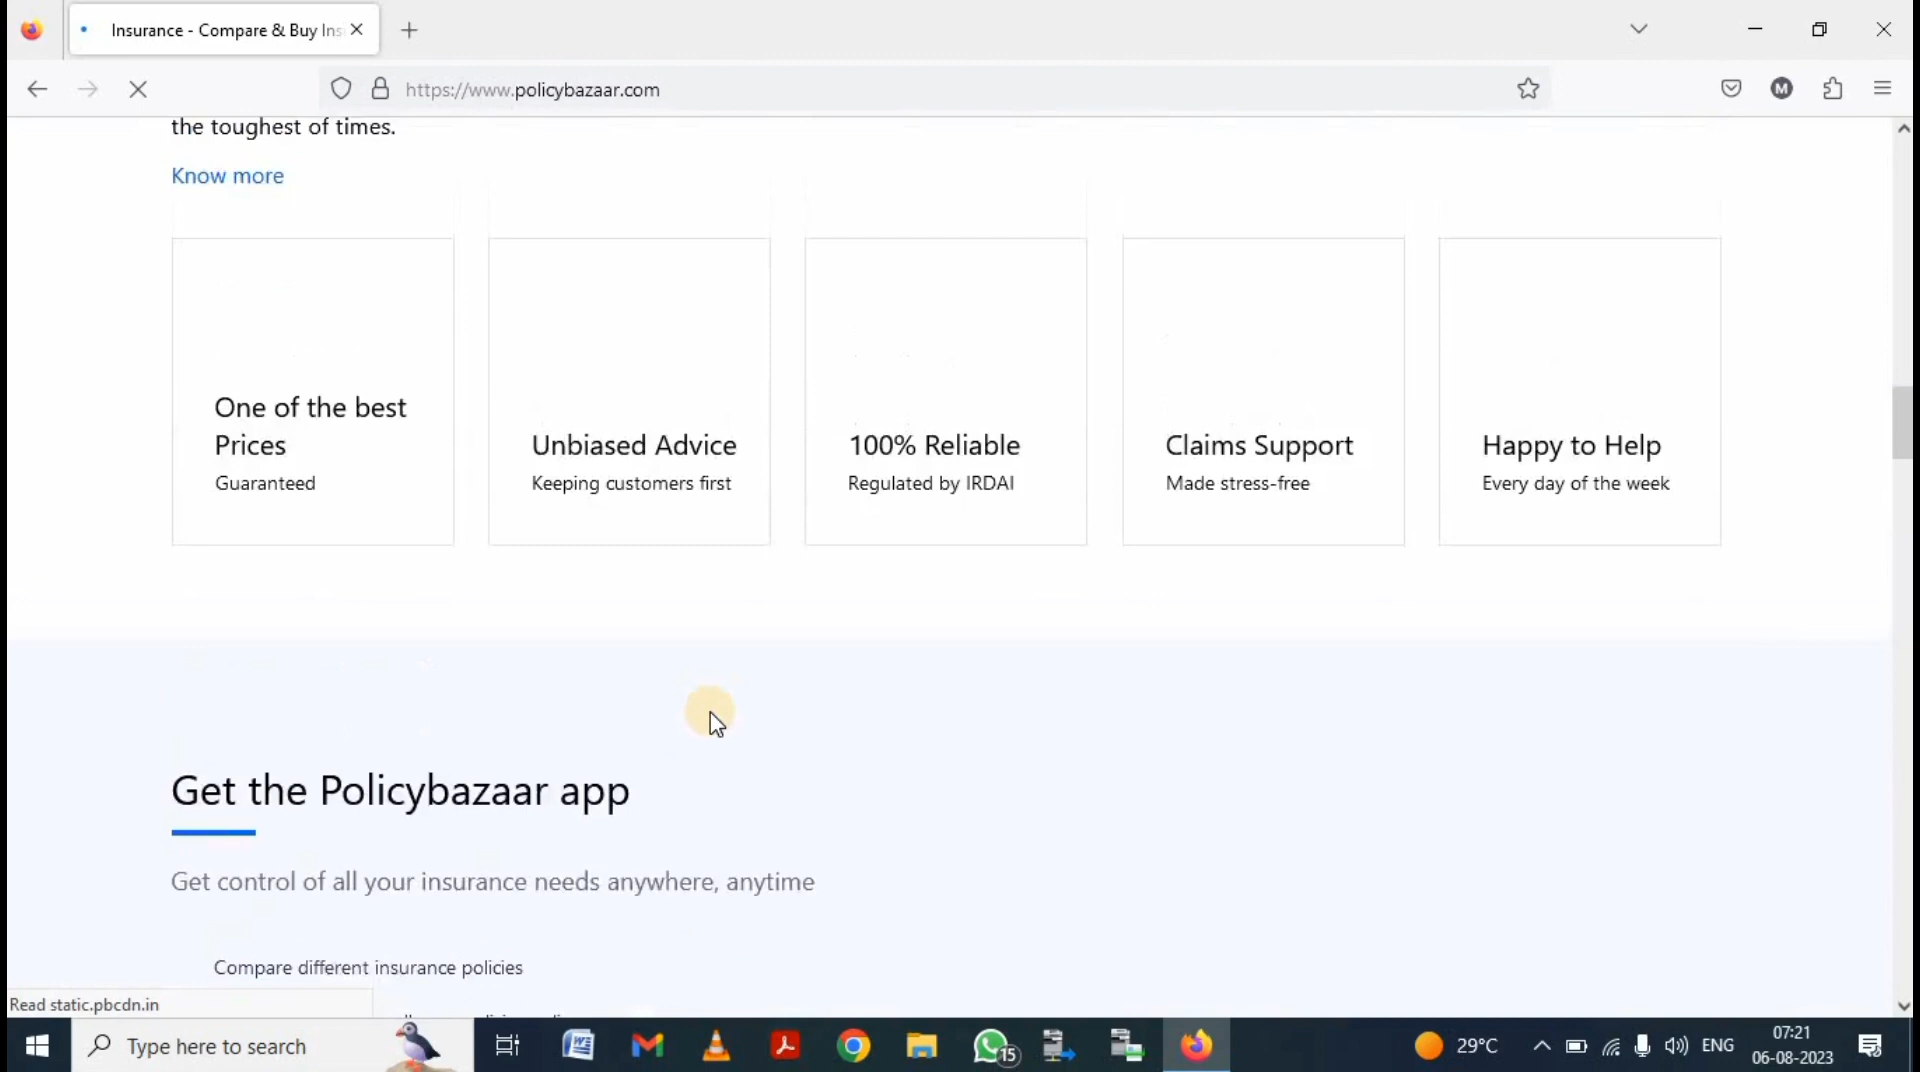 Insurance - Compare & Buy Ins
https://www.policybazaar.com
M
the toughest of times.
Know more
One of the best
Prices
Guaranteed
Unbiased Advice
Keeping customers first
100% Reliable
Regulated by IRDAI
Claims Support
Made stress-free
Happy to Help
Every day of the week
Get the Policybazaar app
Get control of all your insurance needs anywhere, anytime
Compare different insurance policies
Read static.pbcdn.in
Type here to search
15
29°C
ENG
07:21
06-08-2023